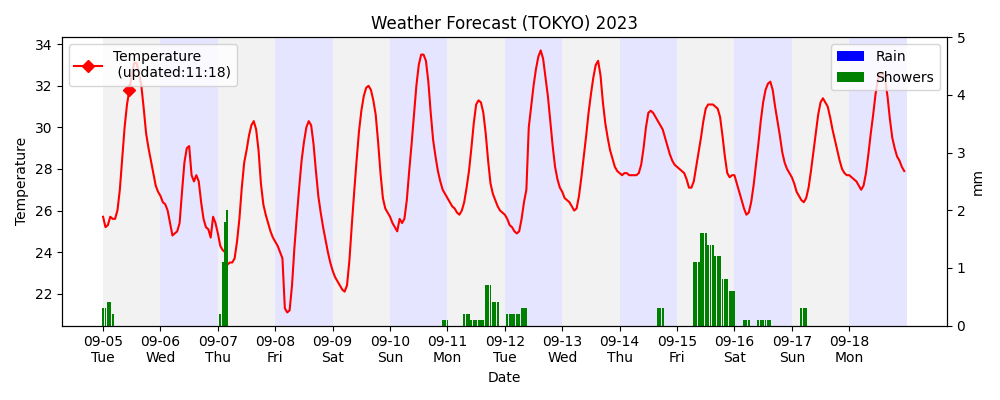 Weather Forecast (TOKYO) 2023
Temperature
(updated:11:18)
Rain
Showers
34
32
30
28
26
24
22
Temperature
5
4
3
2
1
0
mm
09-05 09-06 09-07 09-08 09-09 09-10 09-11 09-12 09-13 09-14 09-15 09-16 09-17 09-18
Tue Wed Thu Fri Sat Sun Mon Tue Wed Thu Fri Sat Sun Mon
Date